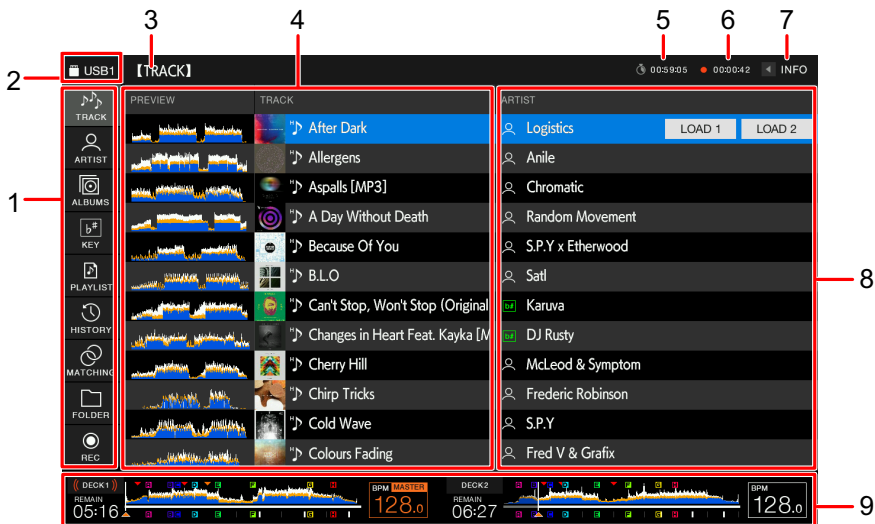 3 4 5 6 7
2 USB1 【TRACK】 00:59:05 00:00:42 INFO
PREVIEW TRACK ARTIST
TRACK
After Dark Logistics LOAD 1 LOAD 2
ARTIST
Allergens Anile
Aspalls [MP3] Chromatic
1 ALBUMS
A Day Without Death Random Movement
KEY
Because Of You S.P.Y x Etherwood
B.L.O Satl
8
PLAYLIST
Can't Stop, Won't Stop (Original Karuva
HISTORY
Changes in Heart Feat. Kayka [M DJ Rusty
Cherry Hill McLeod & Symptom
MATCHING
Chirp Tricks Frederic Robinson
FOLDER
Cold Wave S.P.Y
REC
Colours Fading Fred V & Grafix
DECK1 BPM MASTER DECK2 BPM
REMAIN REMAIN
05:16 128.0 06:27 128.0
9